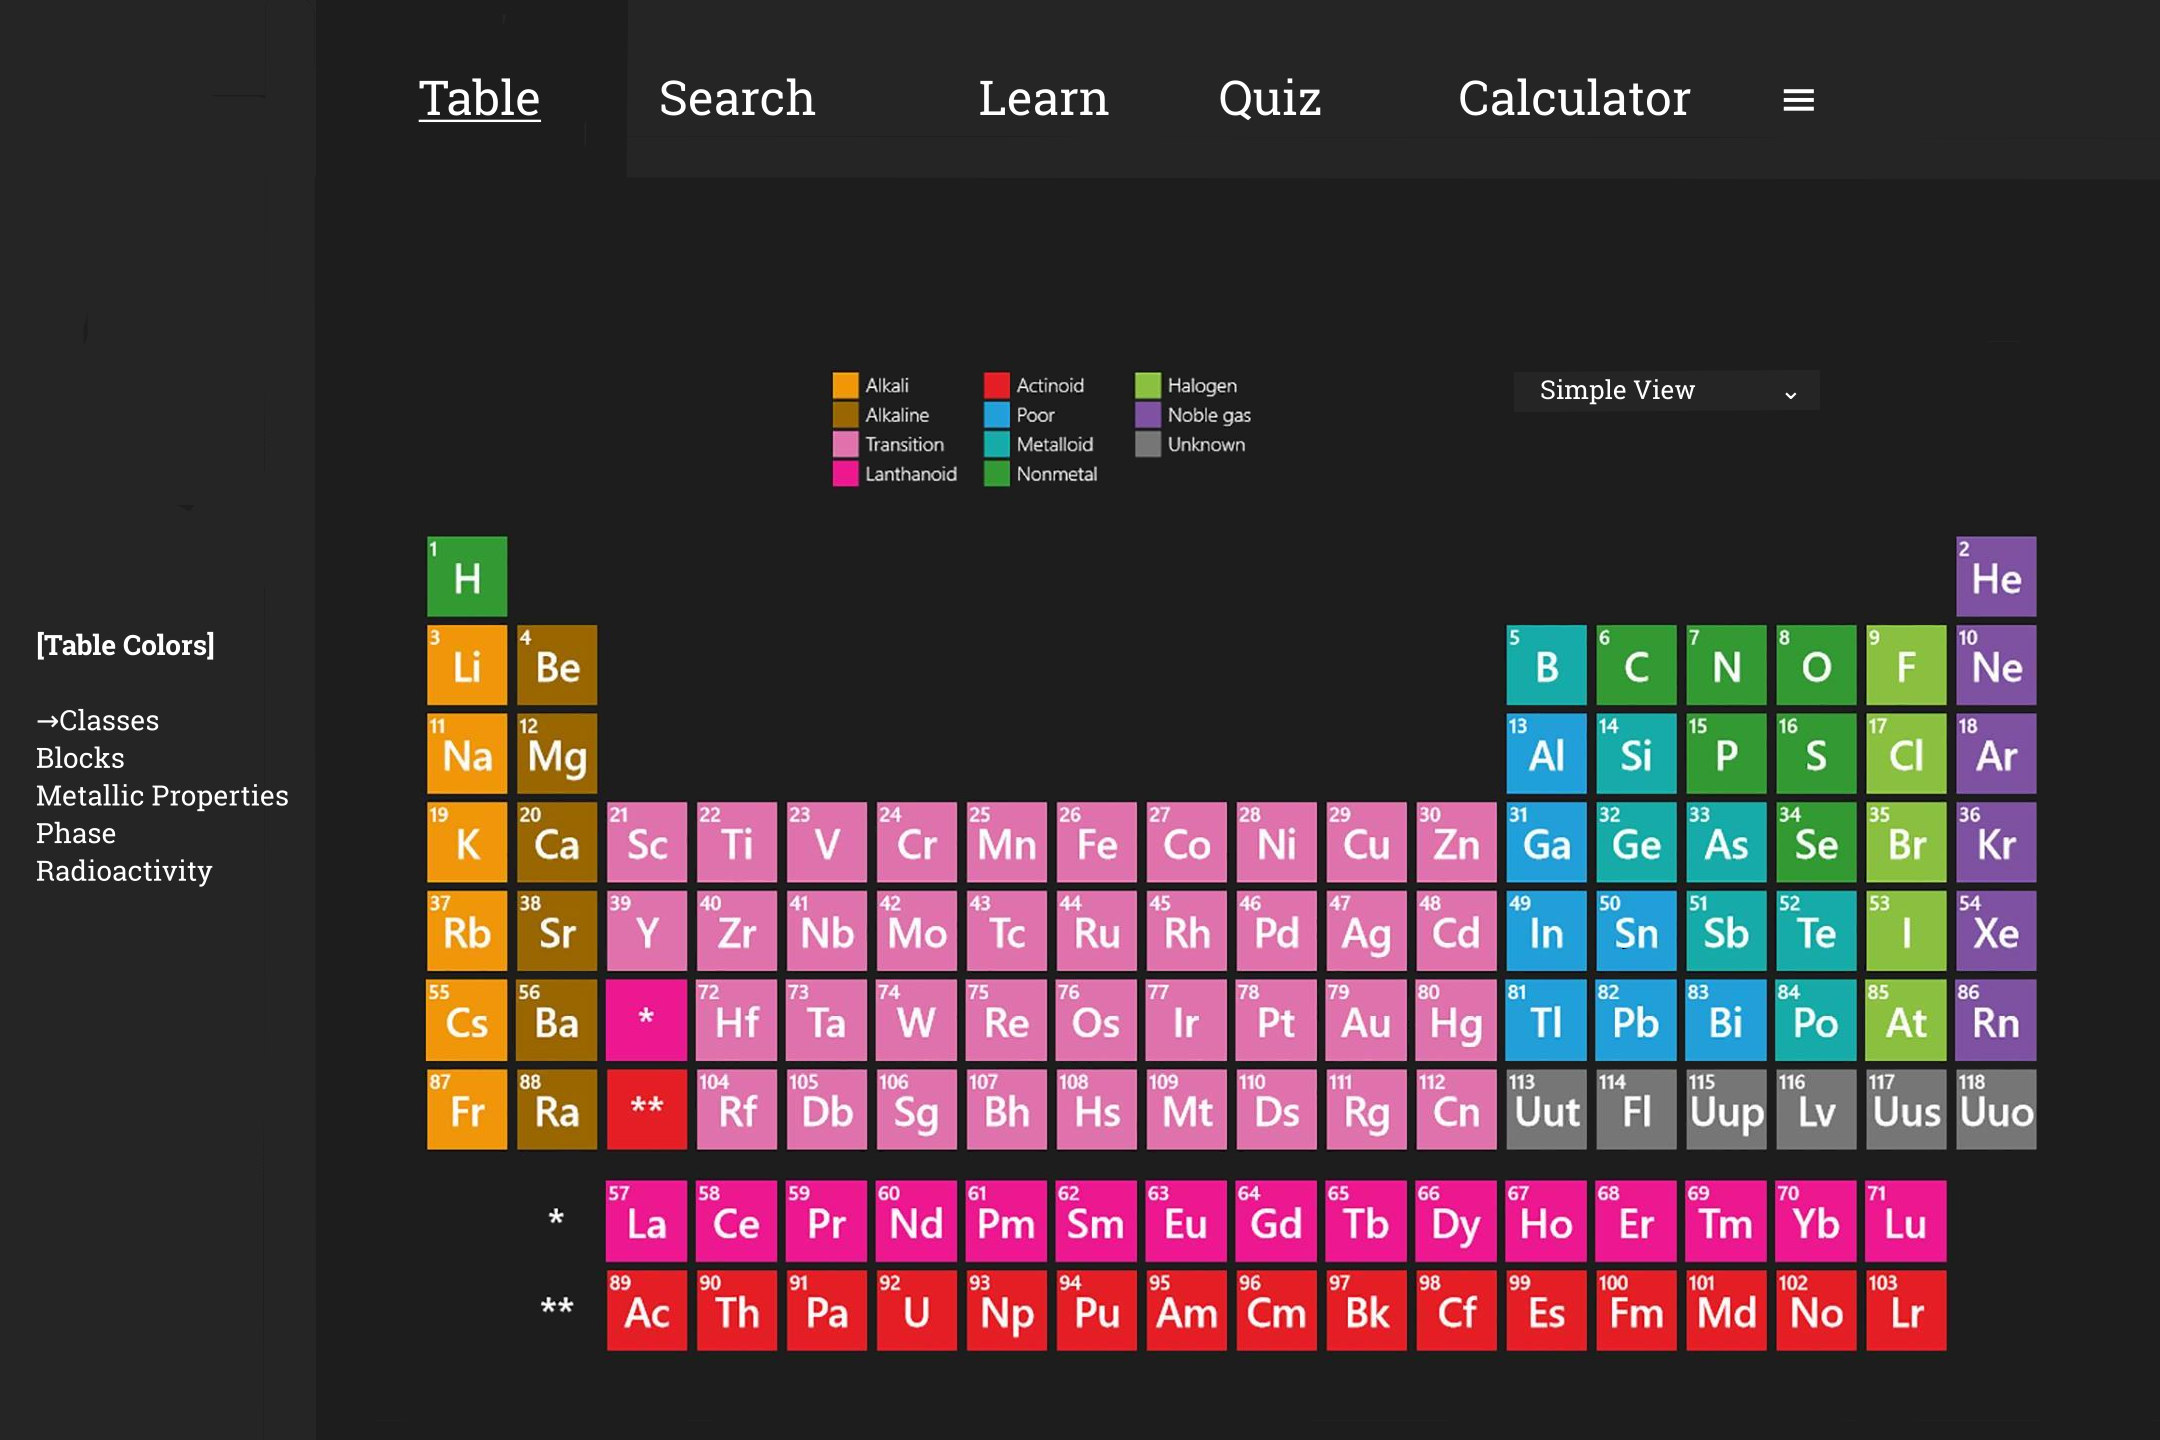 Table Search Learn Quiz Calculator ≡
Alkali Actinoid Halogen
Alkaline Poor Noble gas
Transition Metalloid Unknown
Lanthanoid Nonmetal
Simple View
[Table Colors]
→Classes
Blocks
Metallic Properties
Phase
Radioactivity
1 H 2 He
3 Li 4 Be 5 B 6 C 7 N 8 O 9 F 10 Ne
11 Na 12 Mg 13 Al 14 Si 15 P 16 S 17 Cl 18 Ar
19 K 20 Ca 21 Sc 22 Ti 23 V 24 Cr 25 Mn 26 Fe 27 Co 28 Ni 29 Cu 30 Zn 31 Ga 32 Ge 33 As 34 Se 35 Br 36 Kr
37 Rb 38 Sr 39 Y 40 Zr 41 Nb 42 Mo 43 Tc 44 Ru 45 Rh 46 Pd 47 Ag 48 Cd 49 In 50 Sn 51 Sb 52 Te 53 I 54 Xe
55 Cs 56 Ba * 72 Hf 73 Ta 74 W 75 Re 76 Os 77 Ir 78 Pt 79 Au 80 Hg 81 Tl 82 Pb 83 Bi 84 Po 85 At 86 Rn
87 Fr 88 Ra ** 104 Rf 105 Db 106 Sg 107 Bh 108 Hs 109 Mt 110 Ds 111 Rg 112 Cn 113 Uut 114 Fl 115 Uup 116 Lv 117 Uus 118 Uuo
* 57 La 58 Ce 59 Pr 60 Nd 61 Pm 62 Sm 63 Eu 64 Gd 65 Tb 66 Dy 67 Ho 68 Er 69 Tm 70 Yb 71 Lu
** 89 Ac 90 Th 91 Pa 92 U 93 Np 94 Pu 95 Am 96 Cm 97 Bk 98 Cf 99 Es 100 Fm 101 Md 102 No 103 Lr